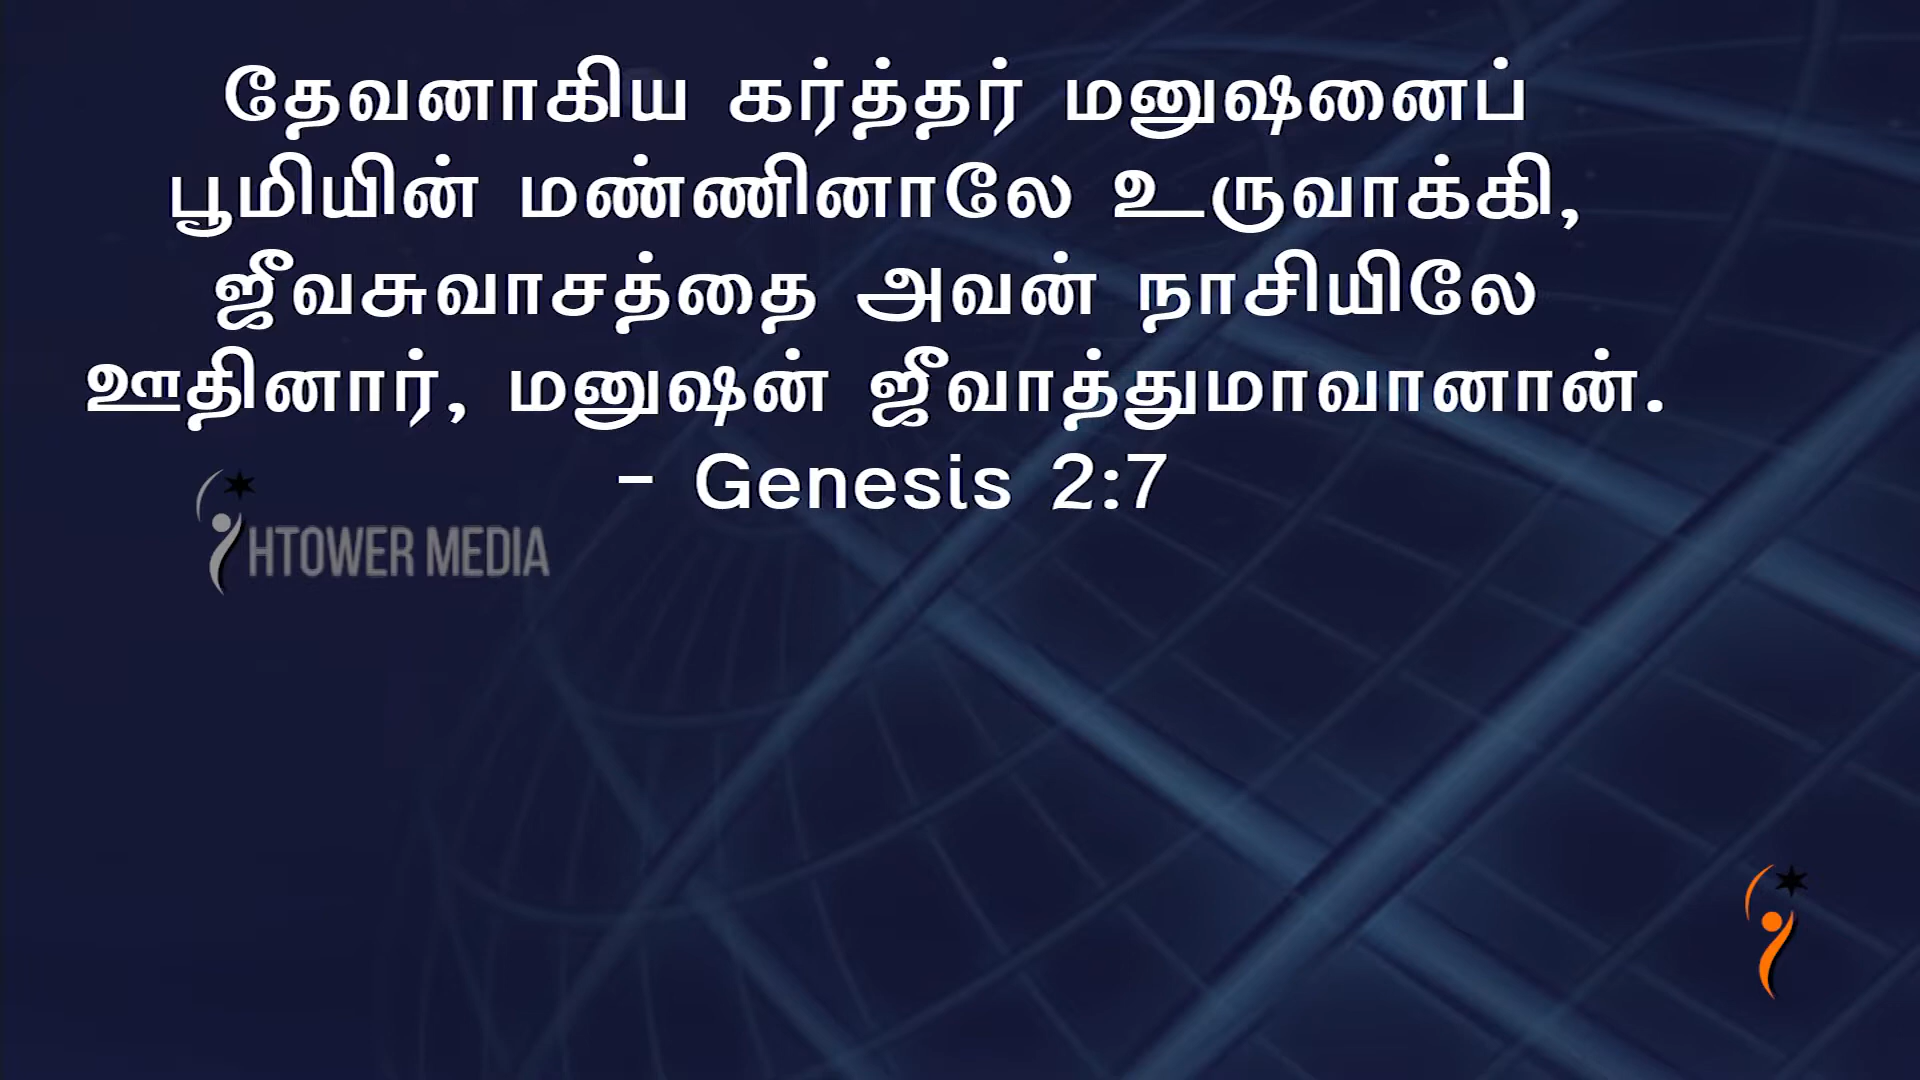 தேவனாகிய கர்த்தர் மனுஷனைப்
பூமியின் மண்ணினாலே உருவாக்கி,
ஜீவசுவாசத்தை அவன் நாசியிலே
ஊதினார், மனுஷன் ஜீவாத்துமாவானான்.
- Genesis 2:7
HTOWER MEDIA